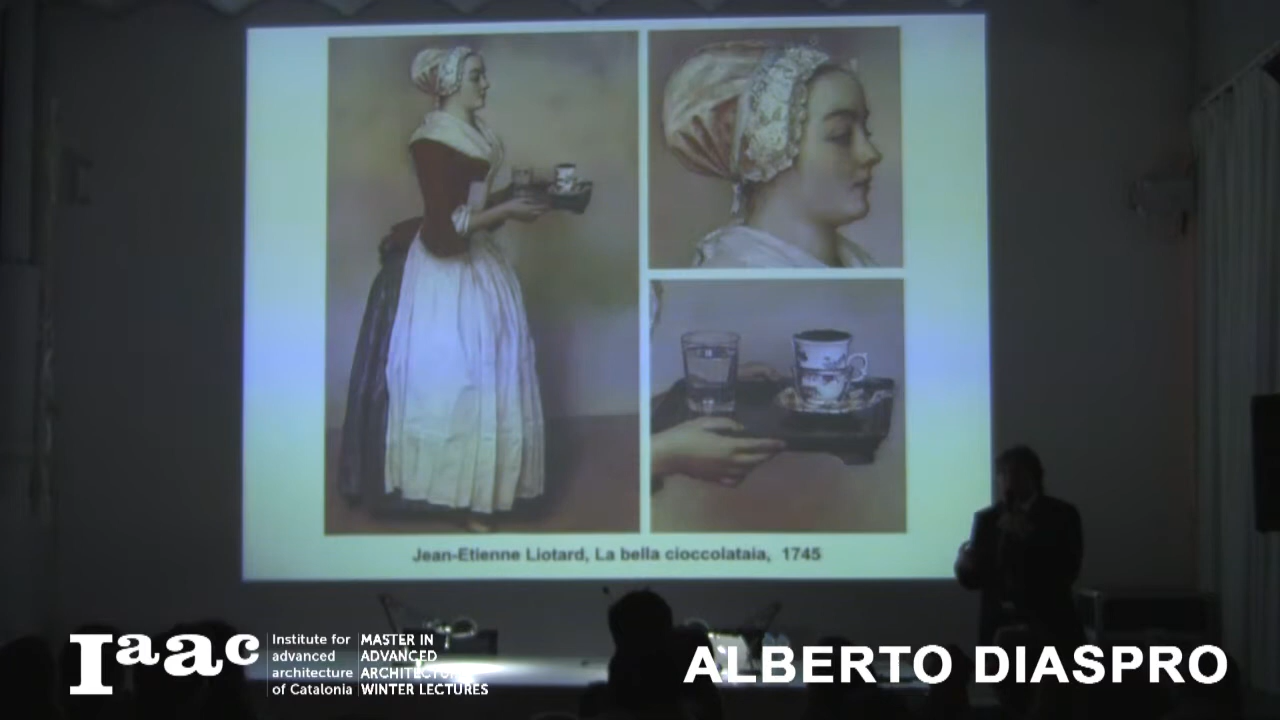 Jean-Etienne Liotard, La bella cioccolataia, 1745
Iaac
Institute for
advanced
architecture
of Catalonia
MASTER IN
ADVANCED
ARCHITECTURE
WINTER LECTURES
ALBERTO DIASPRO